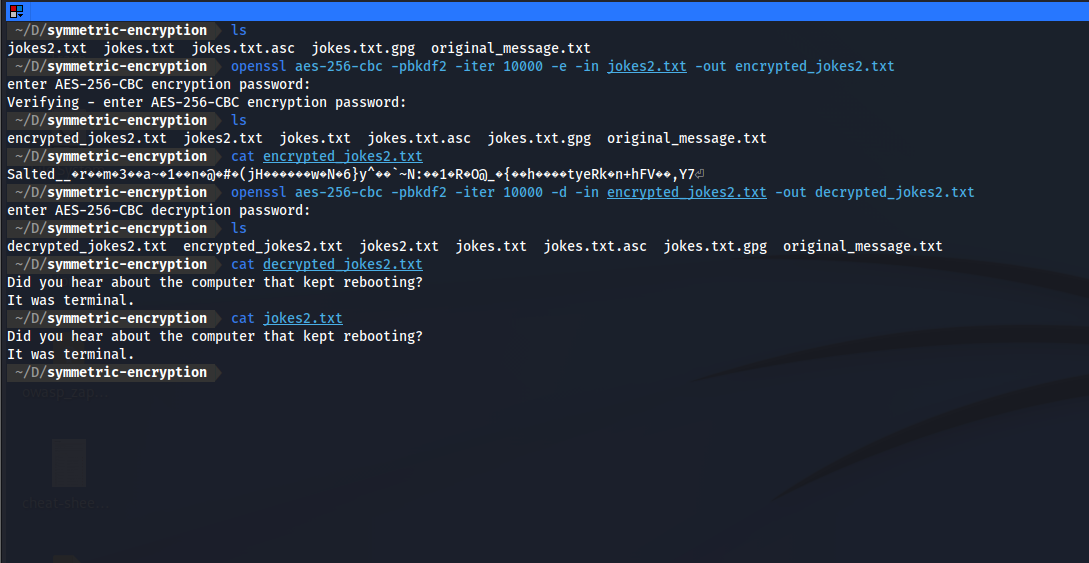 ~/D/symmetric-encryption ls
jokes2.txt jokes.txt jokes.txt.asc jokes.txt.gpg original_message.txt
~/D/symmetric-encryption openssl aes-256-cbc -pbkdf2 -iter 10000 -e -in jokes2.txt -out encrypted_jokes2.txt
enter AES-256-CBC encryption password:
Verifying - enter AES-256-CBC encryption password:
~/D/symmetric-encryption ls
encrypted_jokes2.txt jokes2.txt jokes.txt jokes.txt.asc jokes.txt.gpg original_message.txt
~/D/symmetric-encryption cat encrypted_jokes2.txt
Salted__�r��m�3��a~�1��n�@�#�(jH������w�N�6}y^��`~N:��1�R�O@_�{��h����tyeRk�n+hFV��,Y7⏎
~/D/symmetric-encryption openssl aes-256-cbc -pbkdf2 -iter 10000 -d -in encrypted_jokes2.txt -out decrypted_jokes2.txt
enter AES-256-CBC decryption password:
~/D/symmetric-encryption ls
decrypted_jokes2.txt encrypted_jokes2.txt jokes2.txt jokes.txt jokes.txt.asc jokes.txt.gpg original_message.txt
~/D/symmetric-encryption cat decrypted_jokes2.txt
Did you hear about the computer that kept rebooting?
It was terminal.
~/D/symmetric-encryption cat jokes2.txt
Did you hear about the computer that kept rebooting?
It was terminal.
~/D/symmetric-encryption
owasp_zap...
cheat-shee...